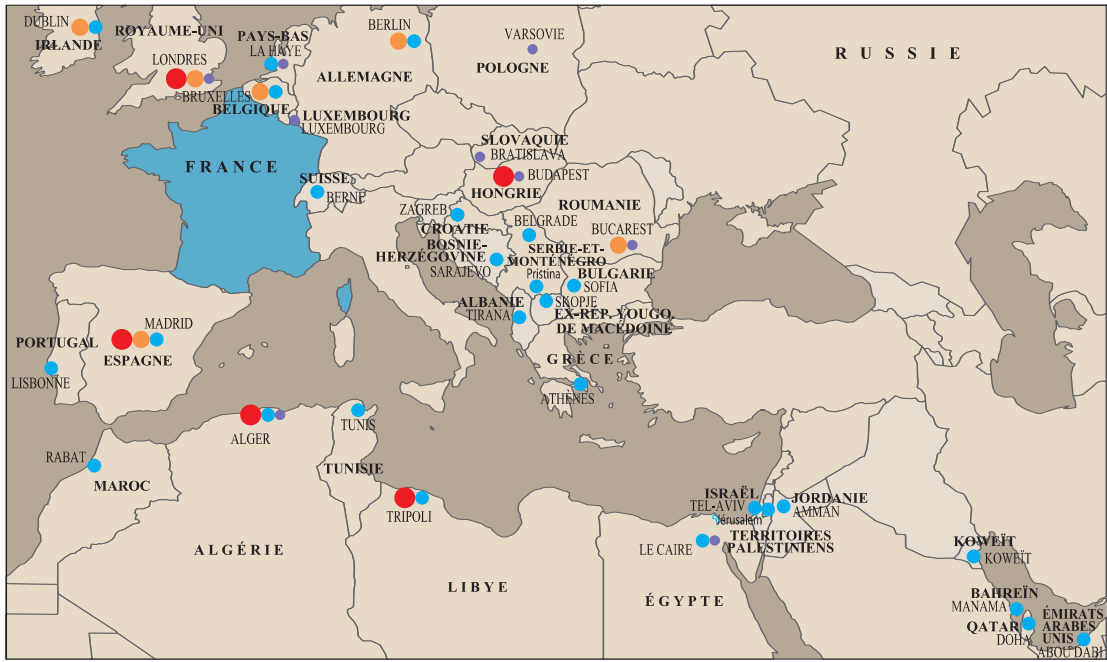 DUBLIN
IRLANDE
ROYAUME-UNI
LONDRES
PAYS-BAS
LA HAYE
BRUXELLES
BELGIQUE
BERLIN
ALLEMAGNE
LUXEMBOURG
LUXEMBOURG
VARSOVIE
POLOGNE
RUSSIE
FRANCE
SUISSE
BERNE
SLOVAQUIE
BRATISLAVA
BUDAPEST
HONGRIE
ROUMANIE
BUCAREST
ZAGREB
CROATIE
BOSNIE-
HERZÉGOVINE
SARAJEVO
BELGRADE
SERBIE-ET-
MONTÉNÉGRO
Priština
BULGARIE
SOFIA
SKOPJE
EX-RÉP. YOUGO.
DE MACÉDOINE
ALBANIE
TIRANA
GRÈCE
ATHÈNES
PORTUGAL
LISBONNE
MADRID
ESPAGNE
ALGER
TUNIS
RABAT
MAROC
TUNISIE
TRIPOLI
ALGÉRIE
LIBYE
ISRAËL
TEL-AVIV
Jérusalem
JORDANIE
AMMAN
TERRITOIRES
PALESTINIENS
LE CAIRE
ÉGYPTE
KOWEÏT
KOWEÏT
BAHREÏN
MANAMA
QATAR
DOHA
ÉMIRATS
ARABES
UNIS
ABOU DABI